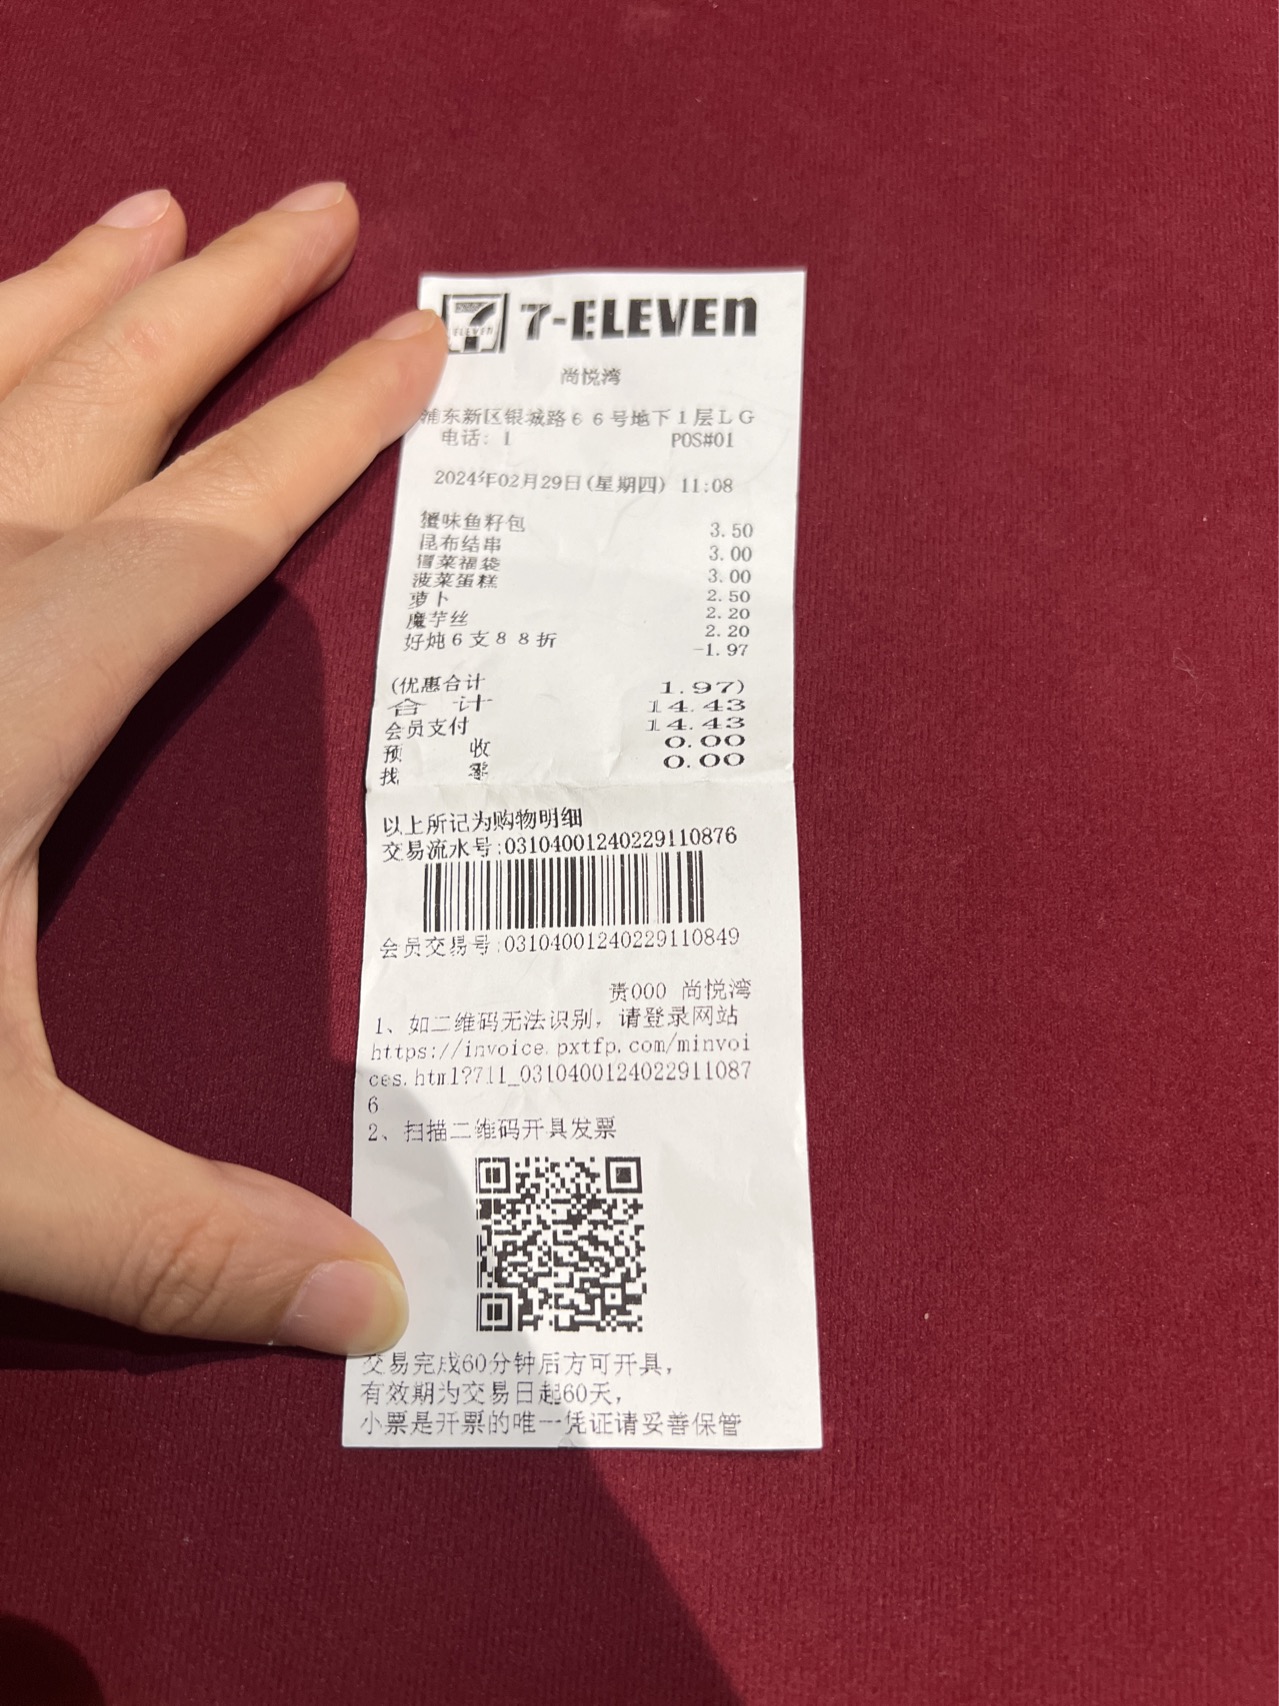 7-ELEVEN
7-ELEVEN
尚悦湾
浦东新区银城路66号地下1层LG
电话: 1 POS#01
2024年02月29日(星期四) 11:08
蟹味鱼籽包 3.50
昆布结串 3.00
冒菜福袋 3.00
菠菜蛋糕 2.50
萝卜 2.20
魔芋丝 2.20
好炖6支88折 -1.97
(优惠合计 1.97)
合 计 14.43
会员支付 14.43
预 收 0.00
找 零 0.00
以上所记为购物明细
交易流水号:03104001240229110876
会员交易号:03104001240229110849
责000 尚悦湾
1、如二维码无法识别，请登录网站
https://invoice.pxtfp.com/minvoi
ces.html?711_0310400124022911087
6
2、扫描二维码开具发票
交易完成60分钟后方可开具，
有效期为交易日起60天，
小票是开票的唯一凭证请妥善保管